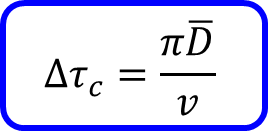 Δτ_c = πD̅ / v